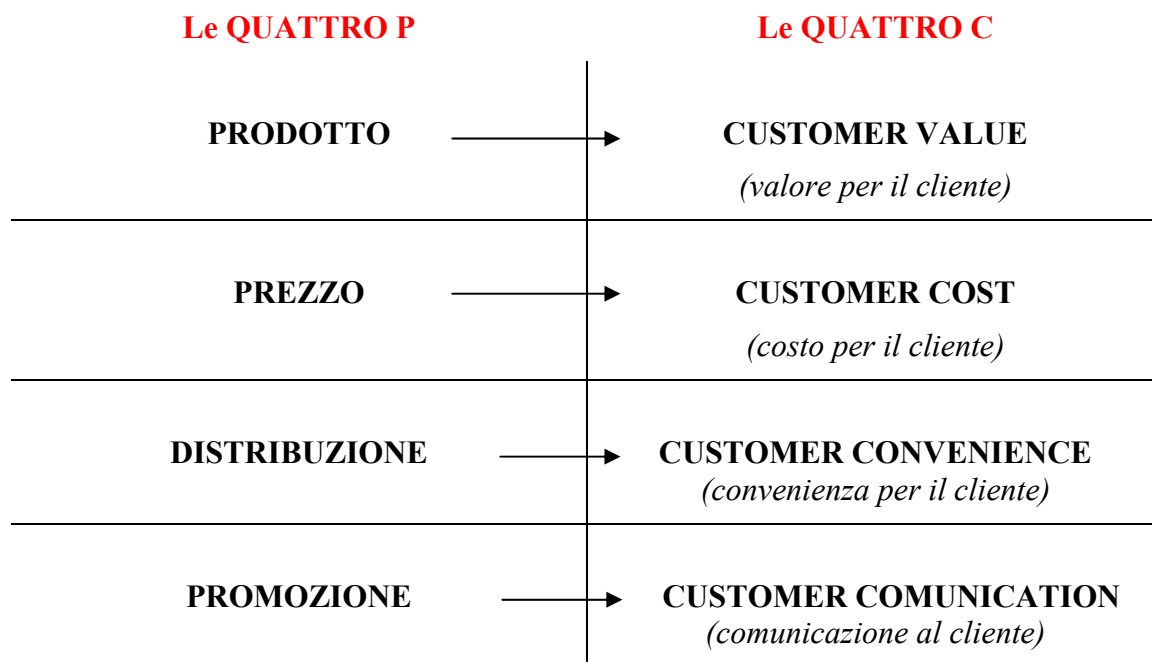 Le QUATTRO P
Le QUATTRO C
PRODOTTO
CUSTOMER VALUE
(valore per il cliente)
PREZZO
CUSTOMER COST
(costo per il cliente)
DISTRIBUZIONE
CUSTOMER CONVENIENCE
(convenienza per il cliente)
PROMOZIONE
CUSTOMER COMUNICATION
(comunicazione al cliente)